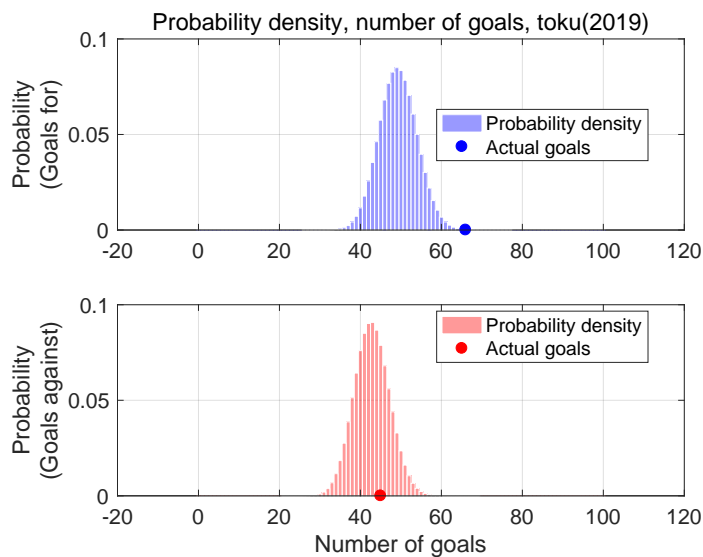 Probability density, number of goals, toku(2019)
Probability
(Goals for)
0.1
0.05
0
-20 0 20 40 60 80 100 120
Probability density
Actual goals
Probability
(Goals against)
0.1
0.05
0
-20 0 20 40 60 80 100 120
Probability density
Actual goals
Number of goals